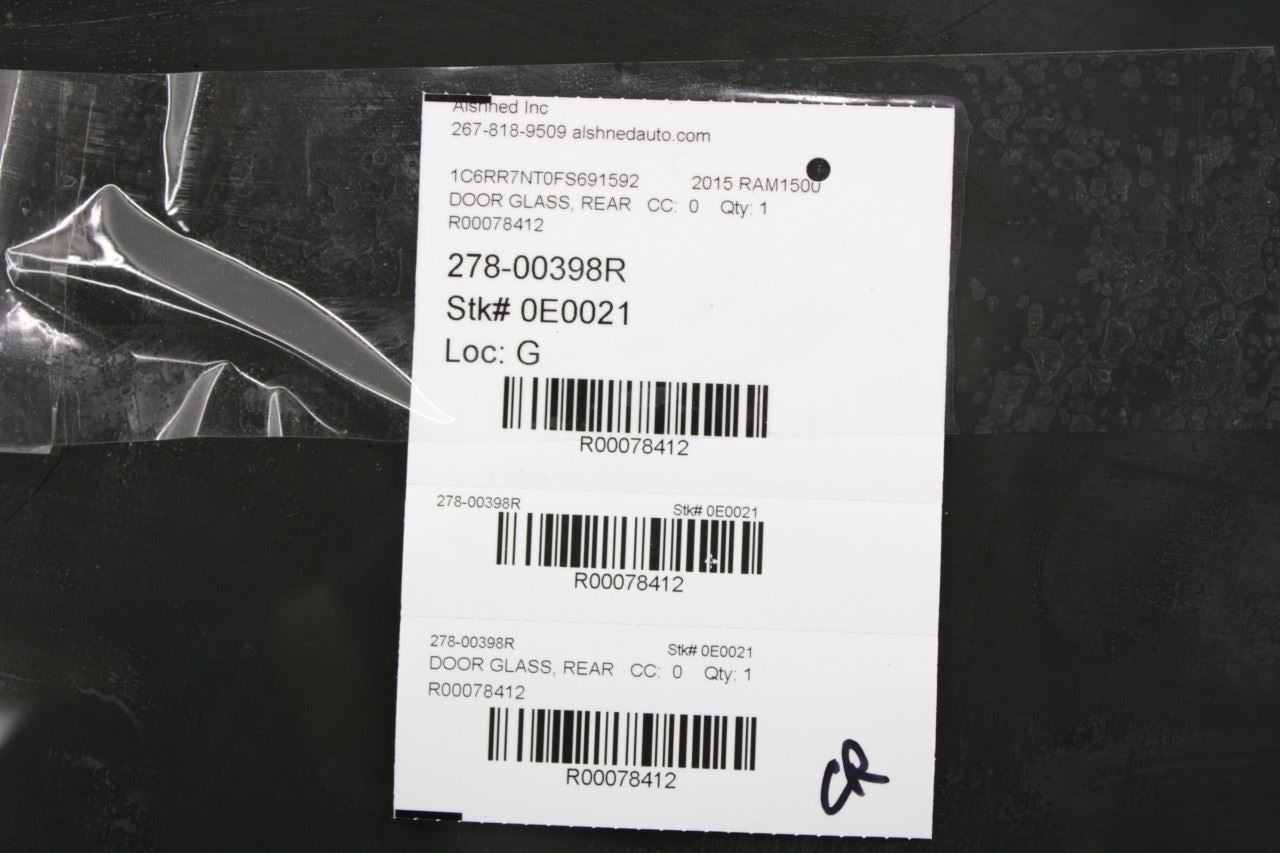 Alshned Inc
267-818-9509 alshnedauto.com
1C6RR7NT0FS691592 2015 RAM1500
DOOR GLASS, REAR CC: 0 Qty: 1
R00078412
278-00398R
Stk# 0E0021
Loc: G
R00078412
278-00398R Stk# 0E0021
R00078412
278-00398R Stk# 0E0021
DOOR GLASS, REAR CC: 0 Qty: 1
R00078412
R00078412
CR